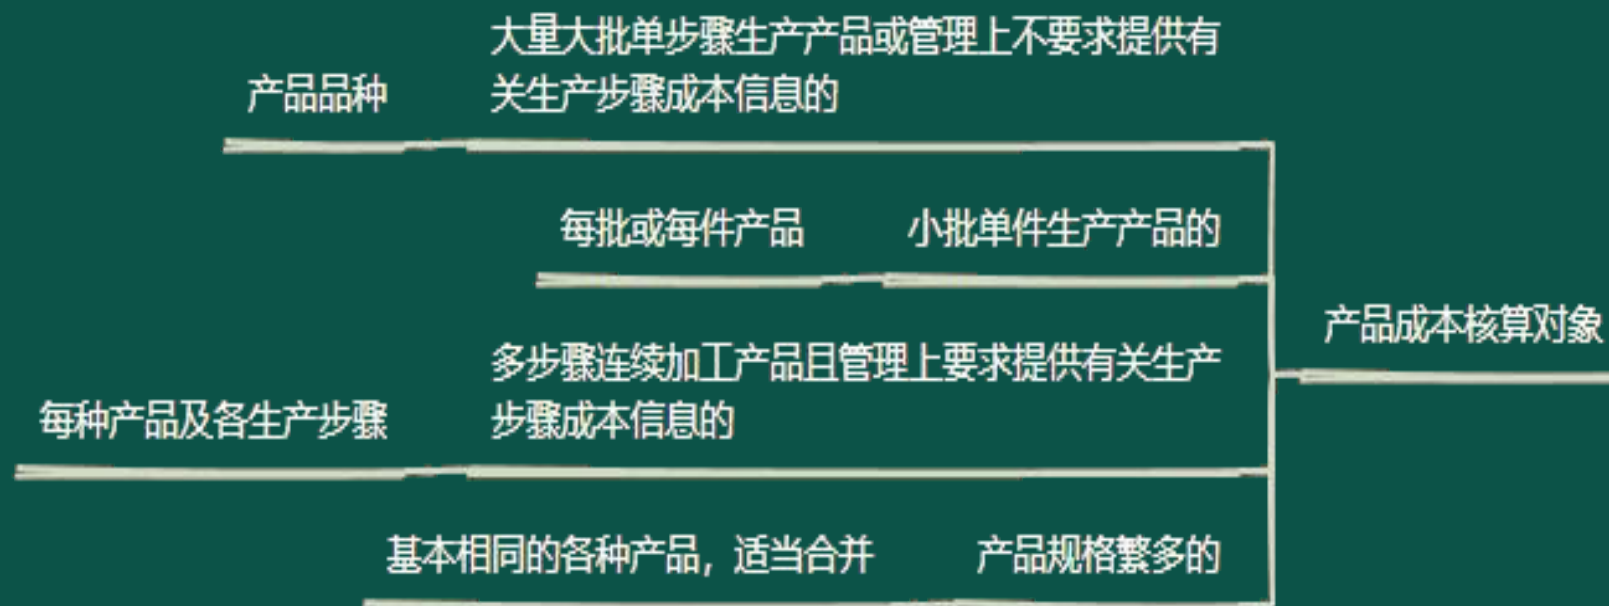 大量大批单步骤生产产品或管理上不要求提供有
产品品种
关生产步骤成本信息的
每批或每件产品
小批单件生产产品的
产品成本核算对象
多步骤连续加工产品且管理上要求提供有关生产
每种产品及各生产步骤
步骤成本信息的
基本相同的各种产品，适当合并
产品规格繁多的